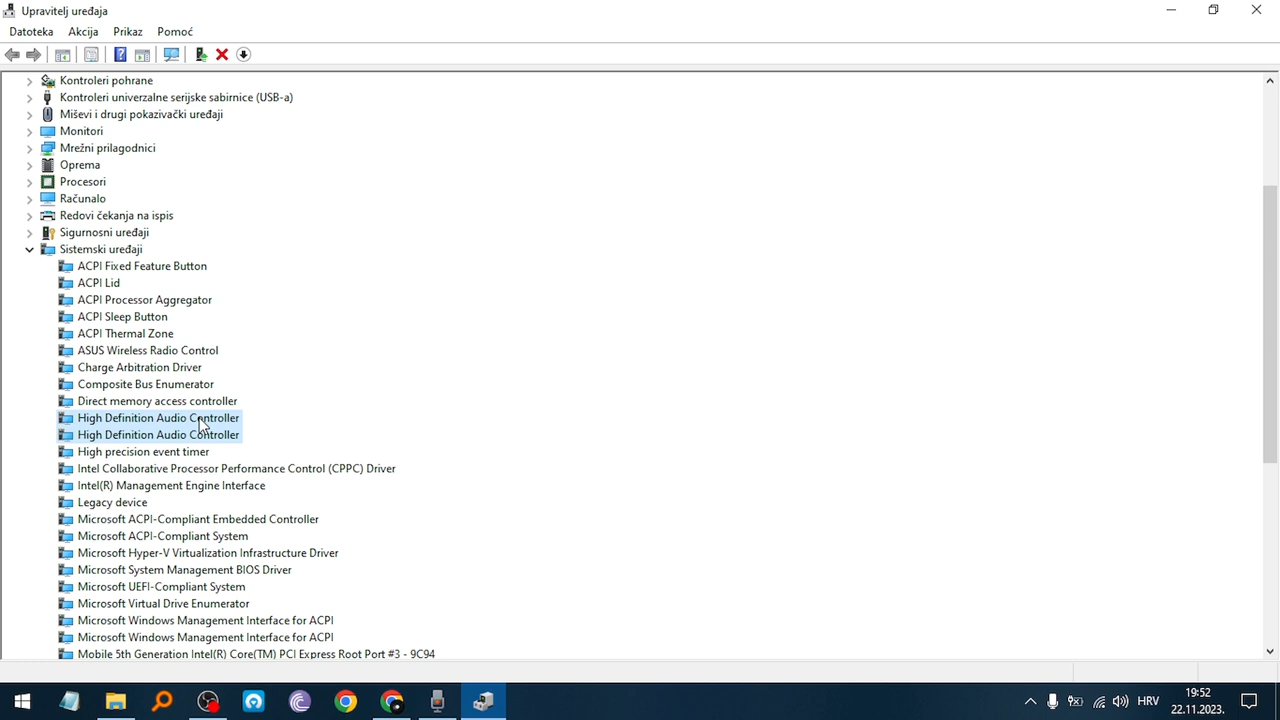 Upravitelj uređaja
Datoteka Akcija Prikaz Pomoć
Kontroleri pohrane
Kontroleri univerzalne serijske sabirnice (USB-a)
Miševi i drugi pokazivački uređaji
Monitori
Mrežni prilagodnici
Oprema
Procesori
Računalo
Redovi čekanja na ispis
Sigurnosni uređaji
Sistemski uređaji
ACPI Fixed Feature Button
ACPI Lid
ACPI Processor Aggregator
ACPI Sleep Button
ACPI Thermal Zone
ASUS Wireless Radio Control
Charge Arbitration Driver
Composite Bus Enumerator
Direct memory access controller
High Definition Audio Controller
High Definition Audio Controller
High precision event timer
Intel Collaborative Processor Performance Control (CPPC) Driver
Intel(R) Management Engine Interface
Legacy device
Microsoft ACPI-Compliant Embedded Controller
Microsoft ACPI-Compliant System
Microsoft Hyper-V Virtualization Infrastructure Driver
Microsoft System Management BIOS Driver
Microsoft UEFI-Compliant System
Microsoft Virtual Drive Enumerator
Microsoft Windows Management Interface for ACPI
Microsoft Windows Management Interface for ACPI
Mobile 5th Generation Intel(R) Core(TM) PCI Express Root Port #3 - 9C94
HRV
19:52
22.11.2023.